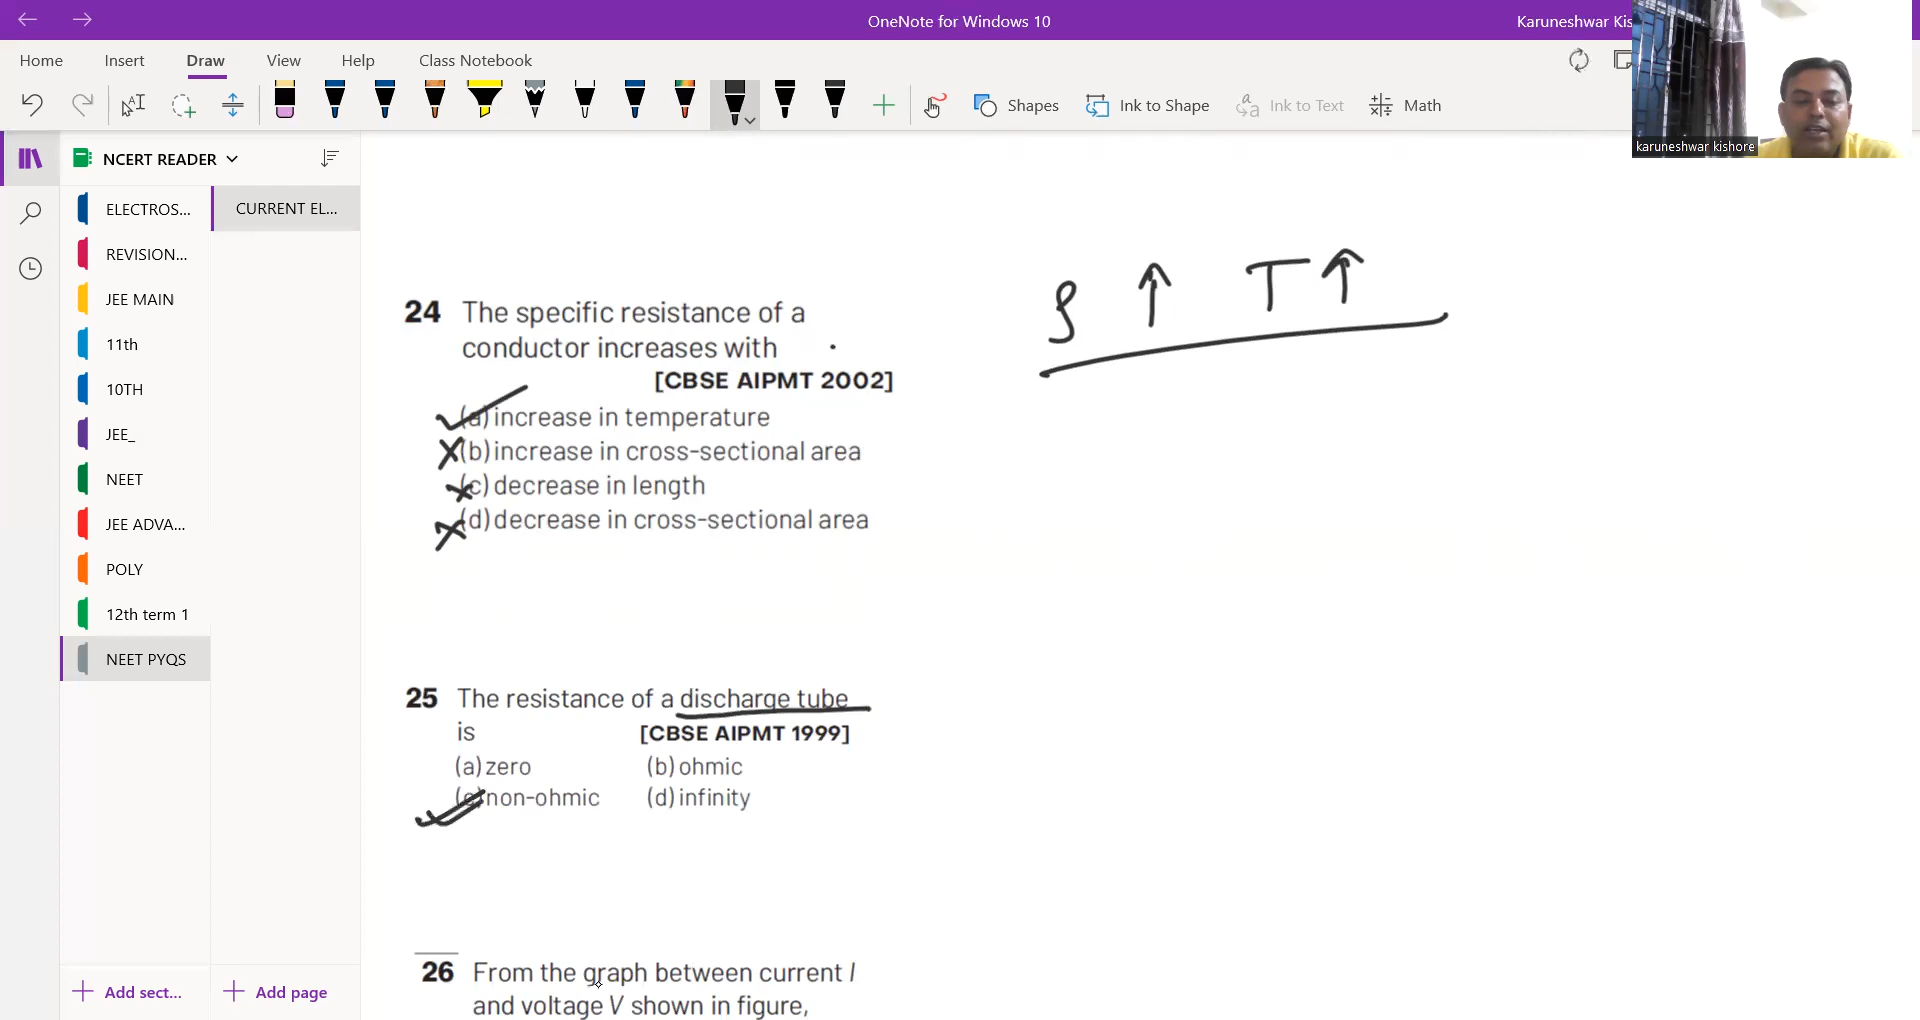 OneNote for Windows 10
Karuneshwar Kis
Home Insert Draw View Help Class Notebook
Shapes Ink to Shape Ink to Text Math
karuneshwar kishore
NCERT READER
ELECTROS...
REVISION...
JEE MAIN
11th
10TH
JEE_
NEET
JEE ADVA...
POLY
12th term 1
NEET PYQS
CURRENT EL...
24 The specific resistance of a
conductor increases with
[CBSE AIPMT 2002]
(a) increase in temperature
(b) increase in cross-sectional area
(c) decrease in length
(d) decrease in cross-sectional area
ρ ↑ T ↑
25 The resistance of a discharge tube
is [CBSE AIPMT 1999]
(a) zero (b) ohmic
(c) non-ohmic (d) infinity
26 From the graph between current I
and voltage V shown in figure,
Add sect... Add page